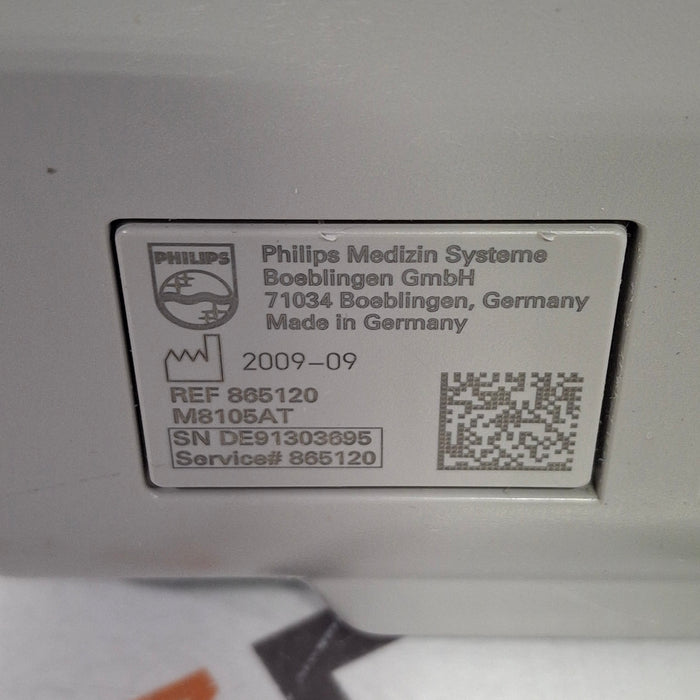 PHILIPS
Philips Medizin Systeme
Boeblingen GmbH
71034 Boeblingen, Germany
Made in Germany
2009-09
REF 865120
M8105AT
SN DE91303695
Service# 865120